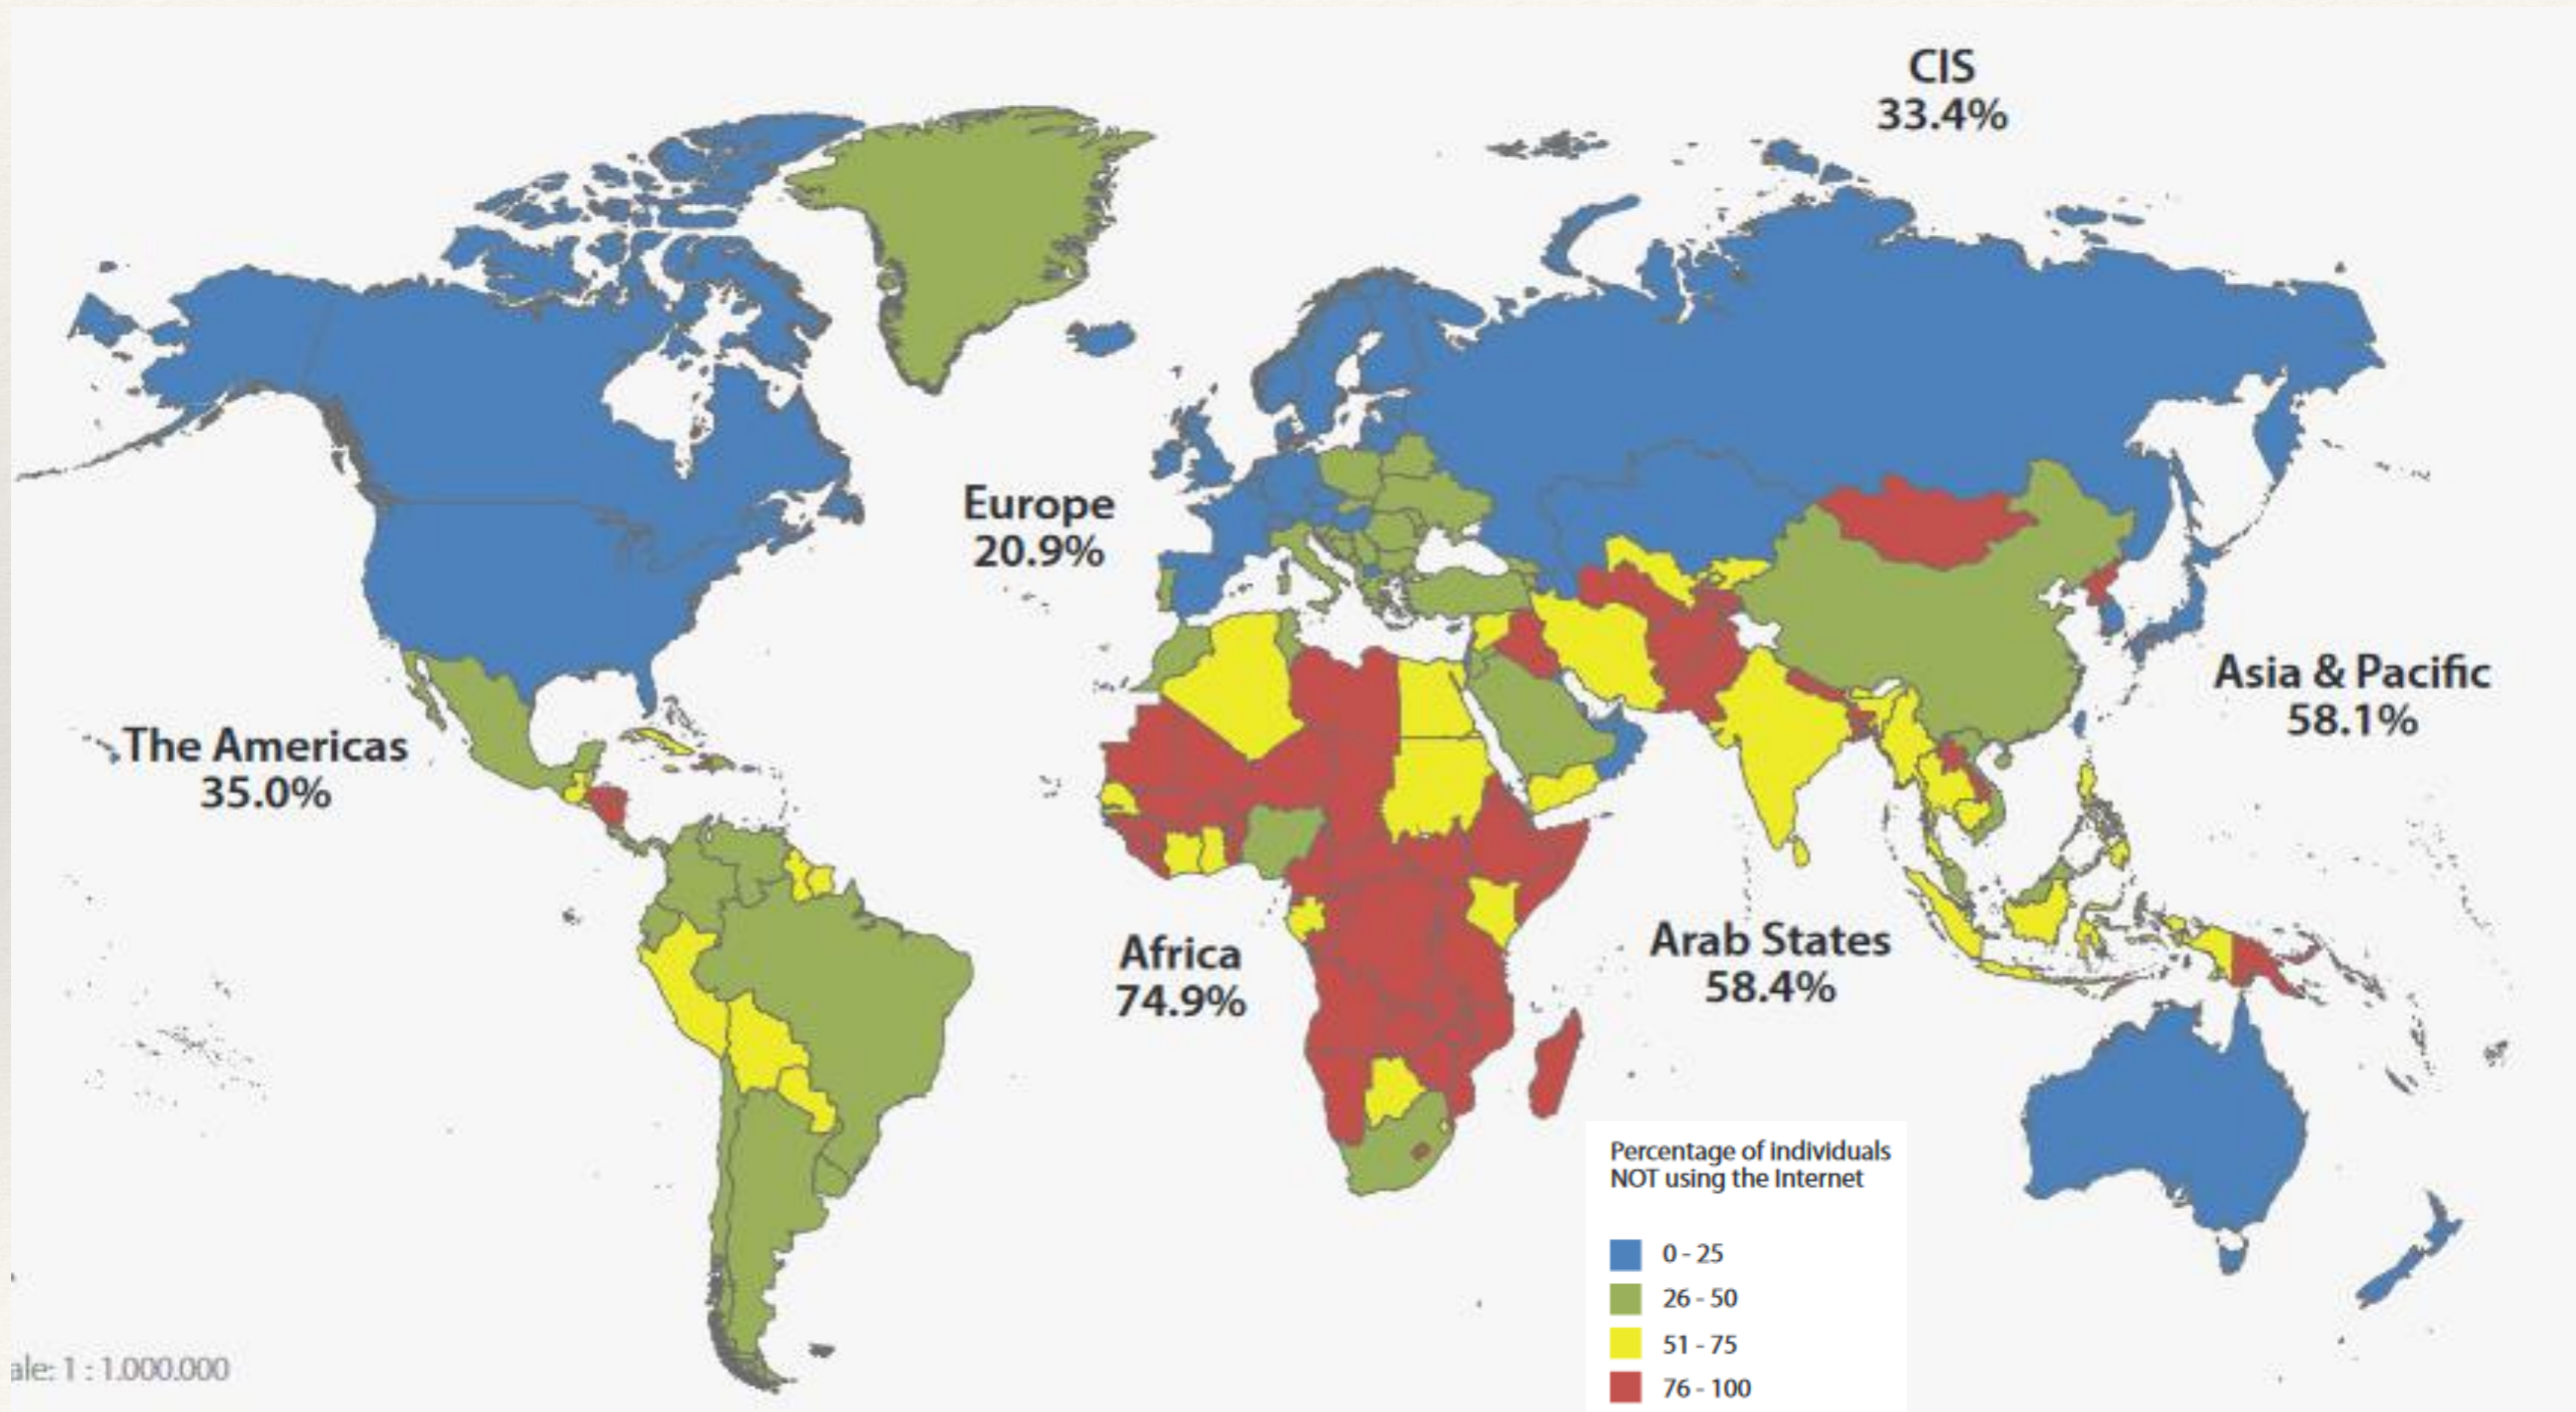 CIS
33.4%
Europe
20.9%
Asia & Pacific
58.1%
The Americas
35.0%
Africa
74.9%
Arab States
58.4%
Percentage of individuals
NOT using the Internet
0 - 25
26 - 50
51 - 75
76 - 100
ale: 1 : 1.000.000